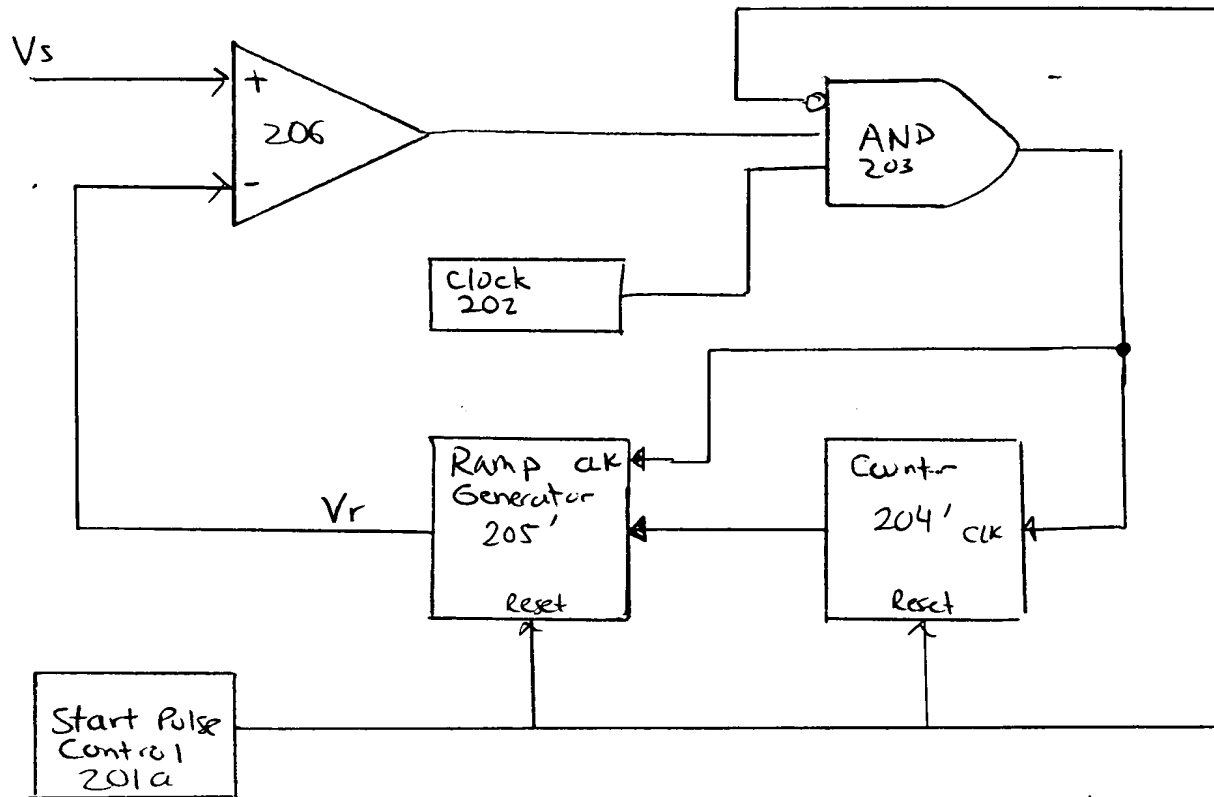 Vs
+
206
-
AND
203
Clock
202
Ramp CLK
Generator
205'
Reset
Counter
204' CLK
Reset
Vr
Start Pulse
Control
201a